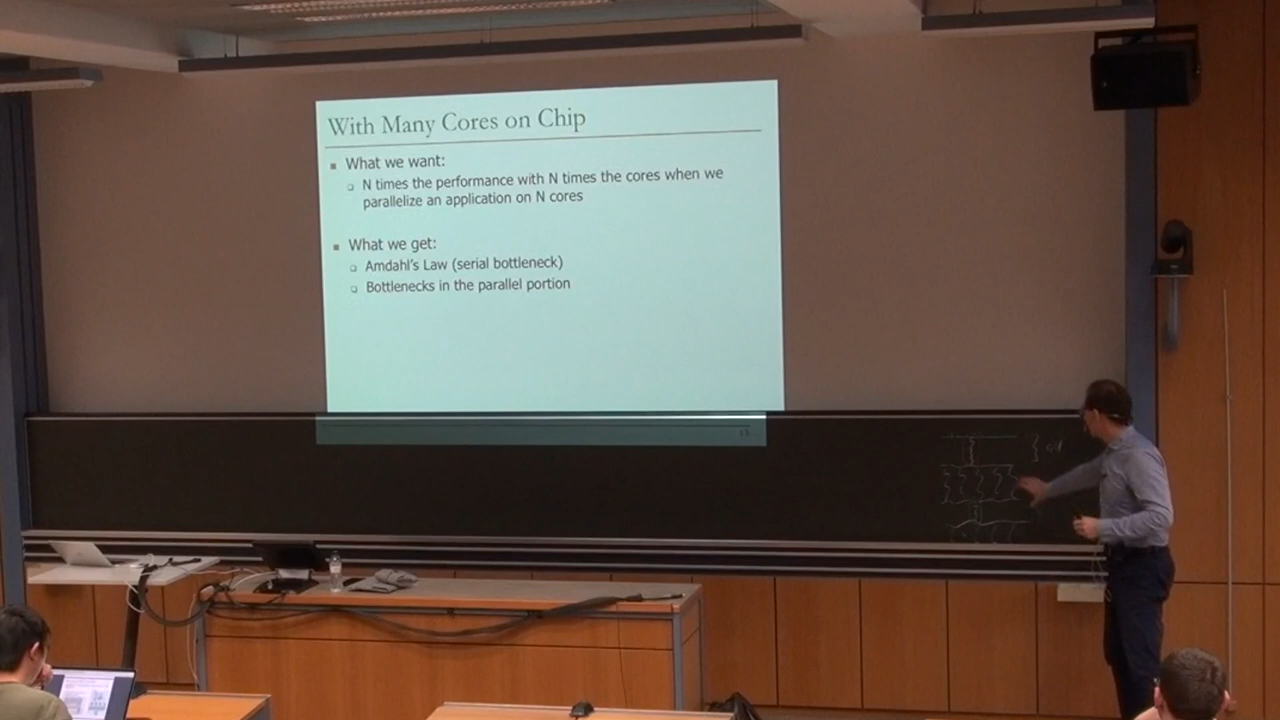 With Many Cores on Chip
What we want:
N times the performance with N times the cores when we
parallelize an application on N cores
What we get:
Amdahl's Law (serial bottleneck)
Bottlenecks in the parallel portion